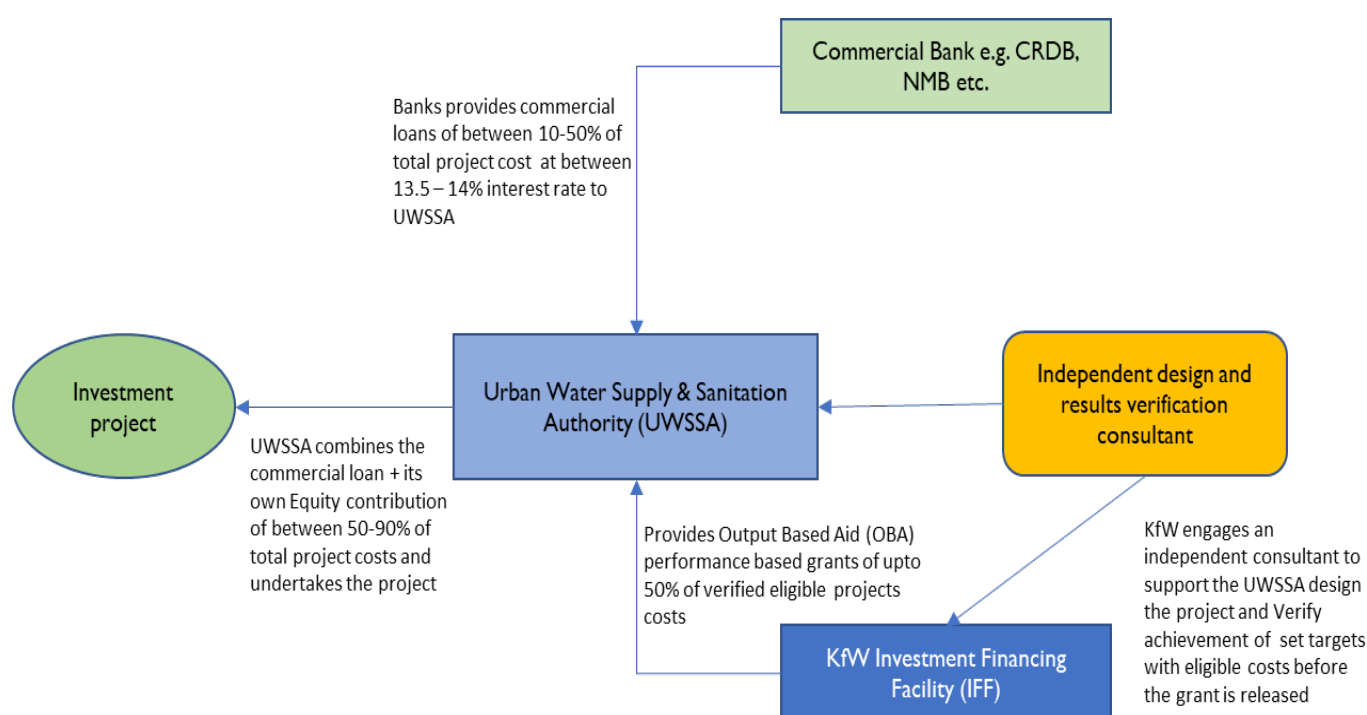 Commercial Bank e.g. CRDB,
NMB etc.
Banks provides commercial
loans of between 10-50% of
total project cost at between
13.5 – 14% interest rate to
UWSSA
Investment
project
Urban Water Supply & Sanitation
Authority (UWSSA)
Independent design and
results verification
consultant
UWSSA combines the
commercial loan + its
own Equity contribution
of between 50-90% of
total project costs and
undertakes the project
Provides Output Based Aid (OBA)
performance based grants of upto
50% of verified eligible projects
costs
KfW engages an
independent consultant to
support the UWSSA design
the project and Verify
achievement of set targets
with eligible costs before
the grant is released
KfW Investment Financing
Facility (IFF)